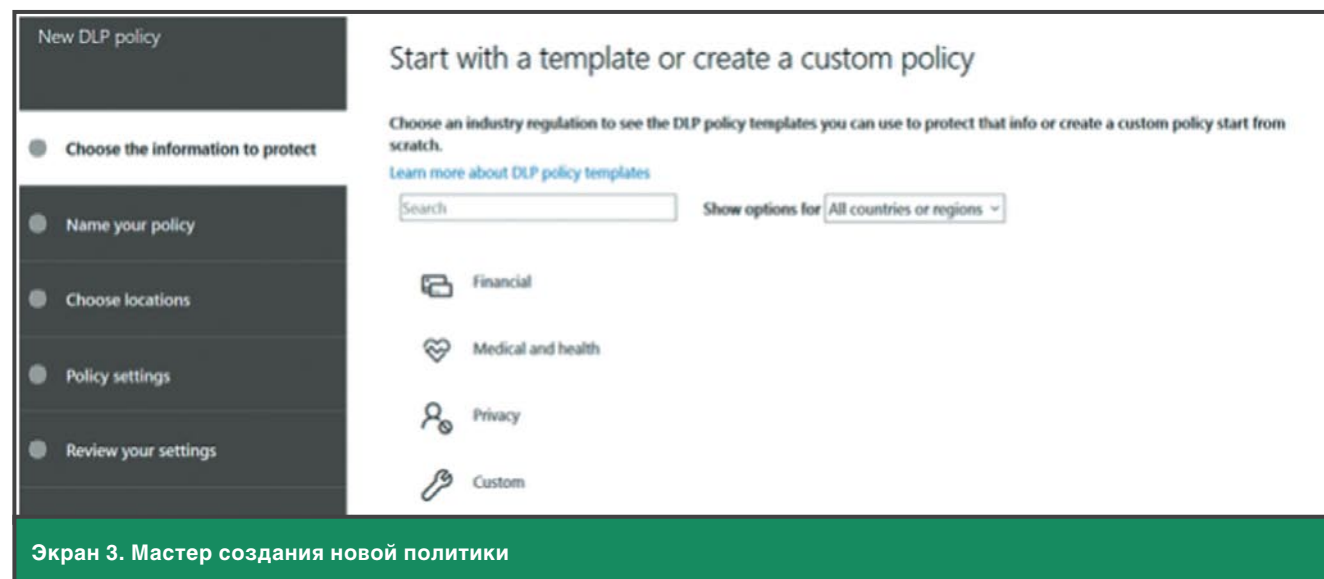 New DLP policy
Choose the information to protect
Name your policy
Choose locations
Policy settings
Review your settings
Start with a template or create a custom policy
Choose an industry regulation to see the DLP policy templates you can use to protect that info or create a custom policy start from
scratch.
Learn more about DLP policy templates
Search
Show options for All countries or regions
Financial
Medical and health
Privacy
Custom
Экран 3. Мастер создания новой политики